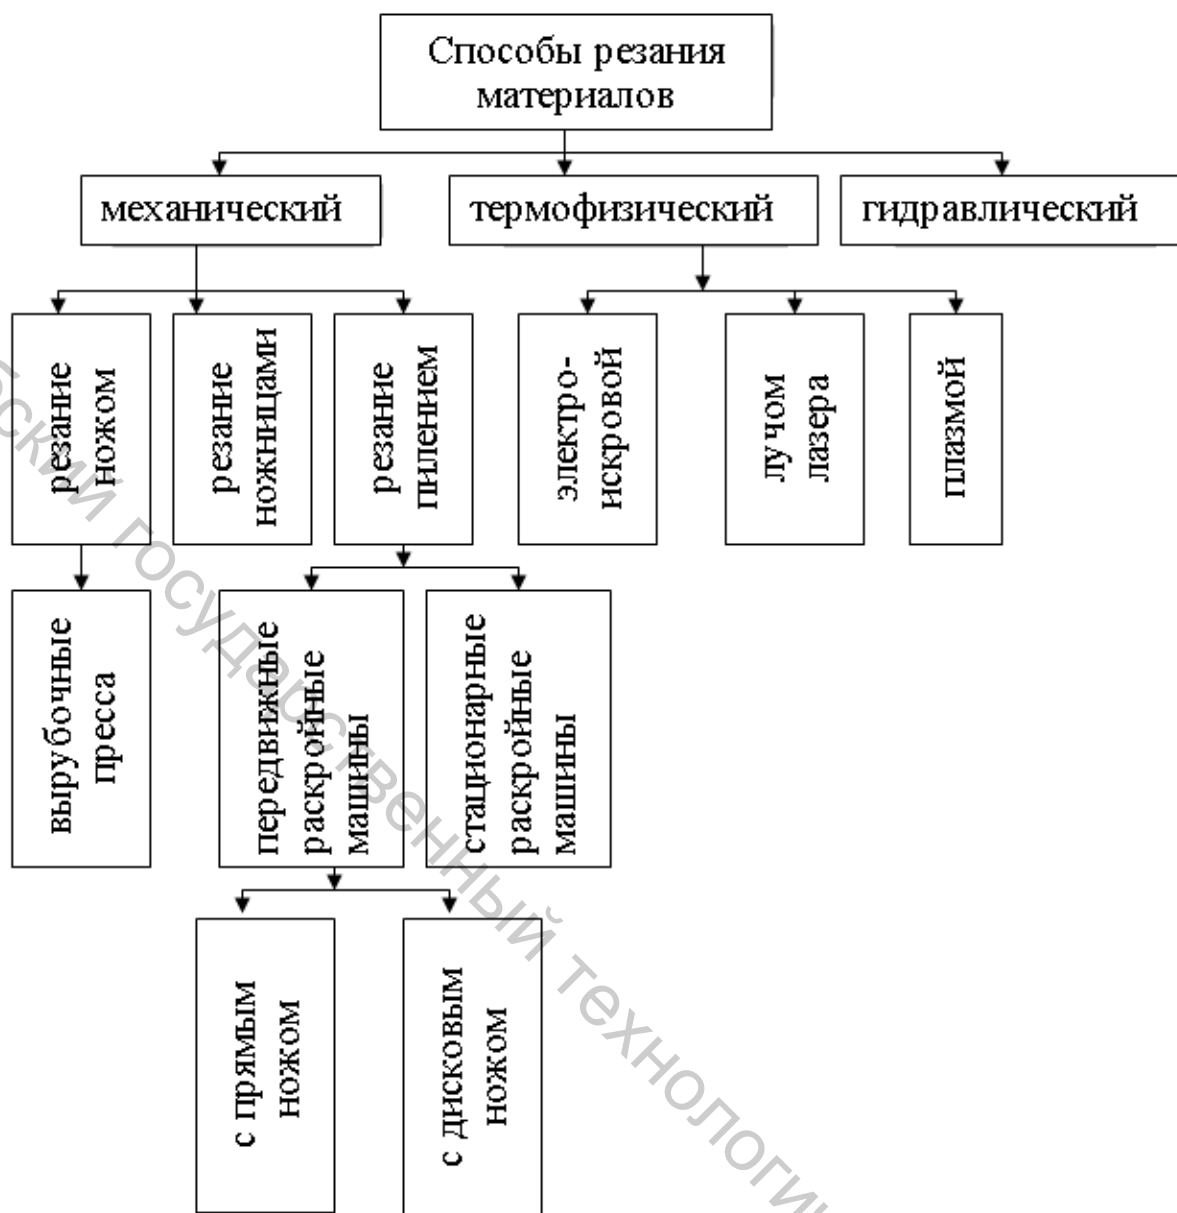 Способы резания
материалов
механический
термофизический
гидравлический
резание
ножом
резание
ножницами
резание
пилением
электро-
искровой
лучом
лазера
плазмой
вырубочные
пресса
передвижные
раскройные
машины
стационарные
раскройные
машины
с прямым
ножом
с дисковым
ножом
государственный